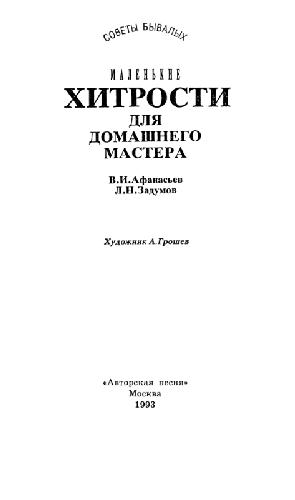 СОВЕТЫ БЫВАЛЫХ
МАЛЕНЬКИЕ
ХИТРОСТИ
ДЛЯ
ДОМАШНЕГО
МАСТЕРА
В.И.Афанасьев
Л.Н.Задумов
Художник А.Грошев
«Авторская песня»
Москва
1993